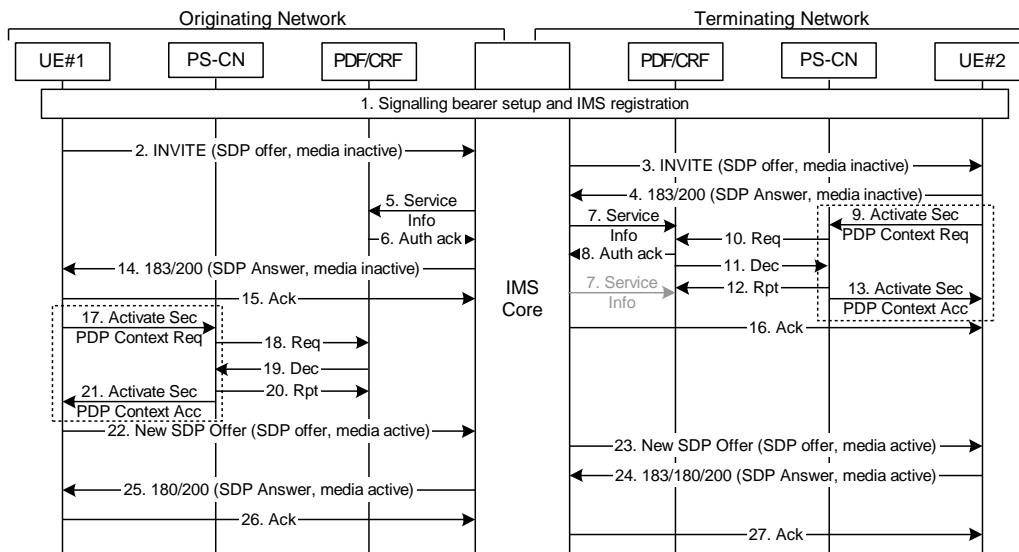 Originating Network
Terminating Network
UE#1
PS-CN
PDF/CRF
IMS
Core
PDF/CRF
PS-CN
UE#2
1. Signalling bearer setup and IMS registration
2. INVITE (SDP offer, media inactive)
3. INVITE (SDP offer, media inactive)
4. 183/200 (SDP Answer, media inactive)
5. Service
Info
6. Auth ack
7. Service
Info
8. Auth ack
9. Activate Sec
PDP Context Req
10. Req
11. Dec
12. Rpt
7. Service
Info
13. Activate Sec
PDP Context Acc
14. 183/200 (SDP Answer, media inactive)
15. Ack
16. Ack
17. Activate Sec
PDP Context Req
18. Req
19. Dec
20. Rpt
21. Activate Sec
PDP Context Acc
22. New SDP Offer (SDP offer, media active)
23. New SDP Offer (SDP offer, media active)
24. 183/180/200 (SDP Answer, media active)
25. 180/200 (SDP Answer, media active)
26. Ack
27. Ack